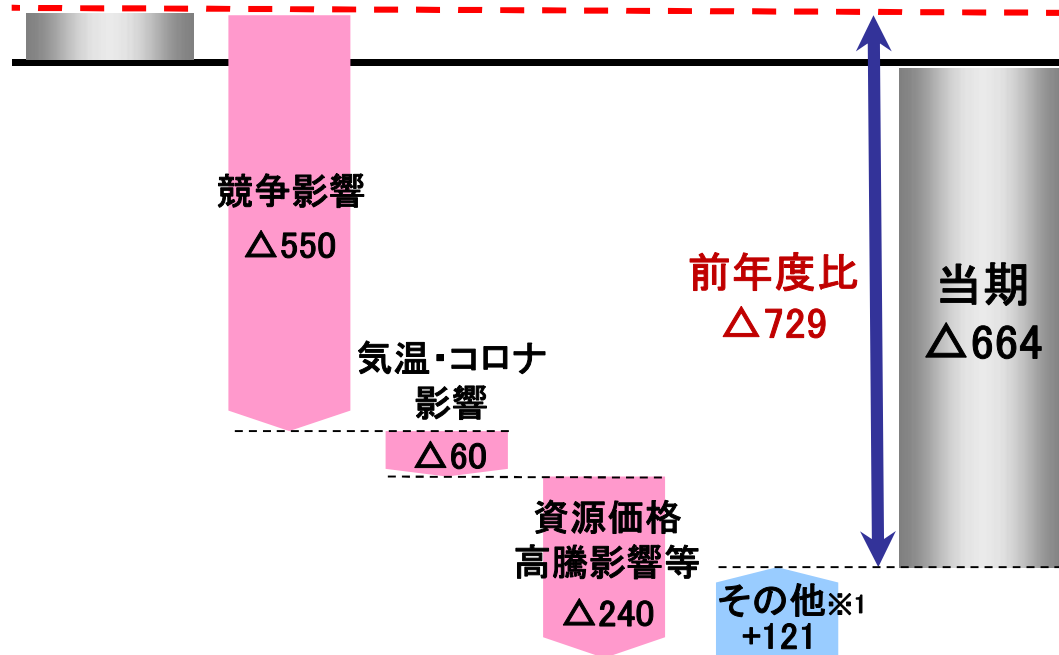 競争影響
△550
気温・コロナ
影響
△60
資源価格
高騰影響等
△240
その他※1
+121
前年度比
△729
当期
△664